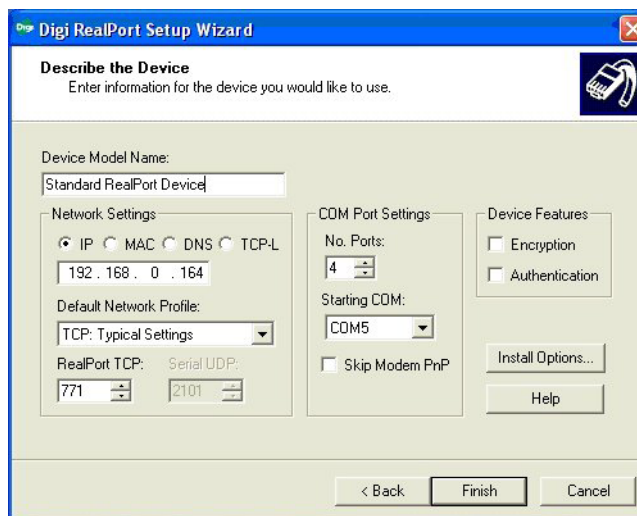 Digi Digi RealPort Setup Wizard
Describe the Device
Enter information for the device you would like to use.
Device Model Name:
Standard RealPort Device
Network Settings
IP MAC DNS TCP-L
192 . 168 . 0 . 164
Default Network Profile:
TCP: Typical Settings
RealPort TCP: Serial UDP:
771 2101
COM Port Settings
No. Ports:
4
Starting COM:
COM5
Skip Modem PnP
Device Features
Encryption
Authentication
Install Options...
Help
< Back Finish Cancel